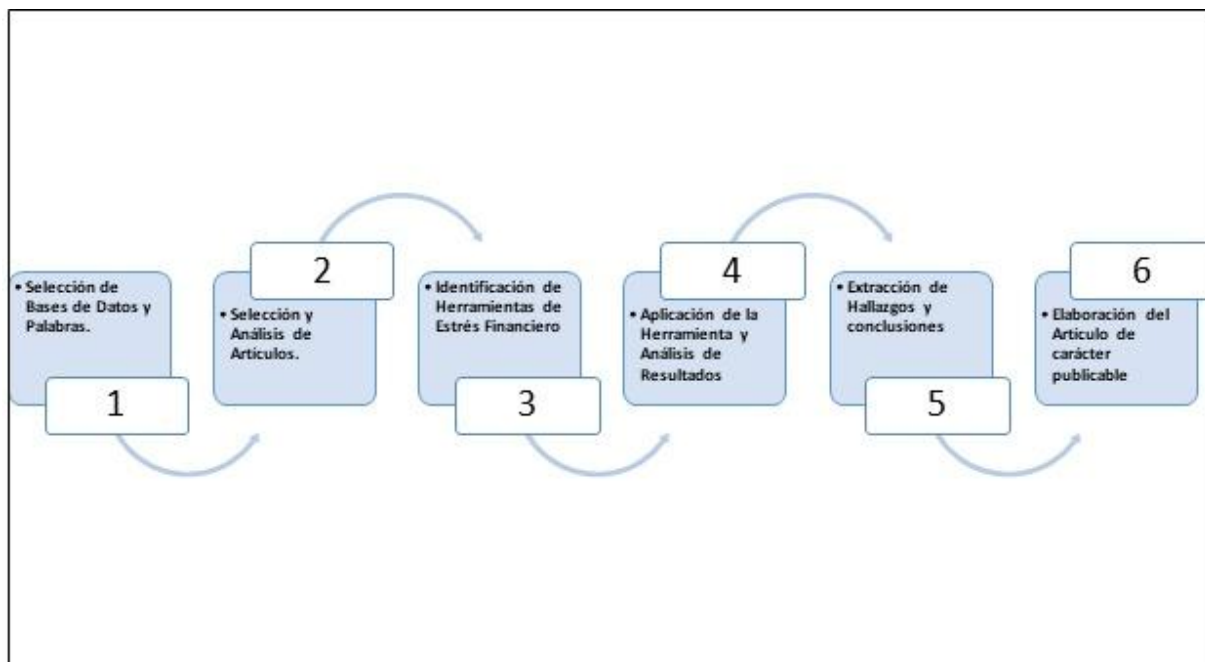 • Selección de
Bases de Datos y
Palabras.
1
2
• Selección y
Análisis de
Artículos.
• Identificación de
Herramientas de
Estrés Financiero
3
4
• Aplicación de la
Herramienta y
Análisis de
Resultados
• Extracción de
Hallazgos y
conclusiones
5
6
• Elaboración del
Artículo de
carácter
publicable